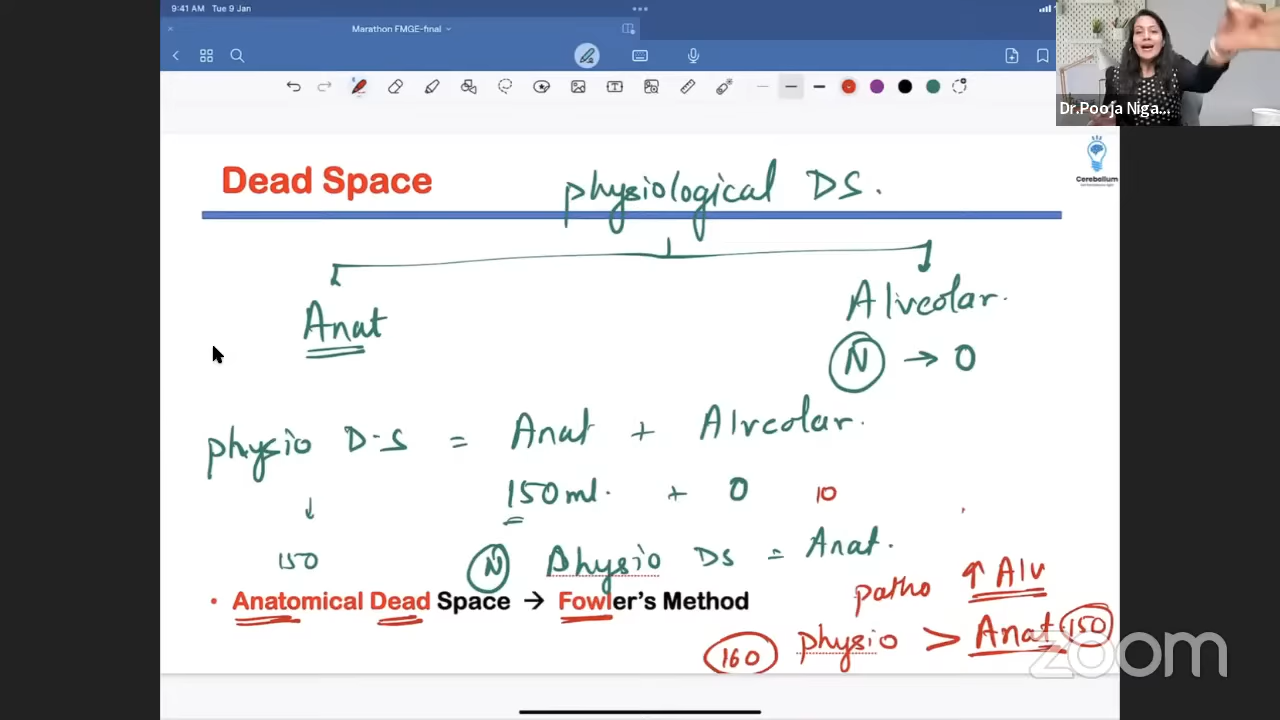 9:41 AM Tue 9 Jan
Marathon FMGE-final
Dr.Pooja Niga...
Cerebellum
Dead Space
physiological DS.
Anat
Alveolar.
N → 0
physio D.S = Anat + Alveolar.
↓ 150ml. + 0 10
150
N Physio DS = Anat.
patho ↑ Alv
• Anatomical Dead Space → Fowler's Method
160 physio > Anat 150
zoom